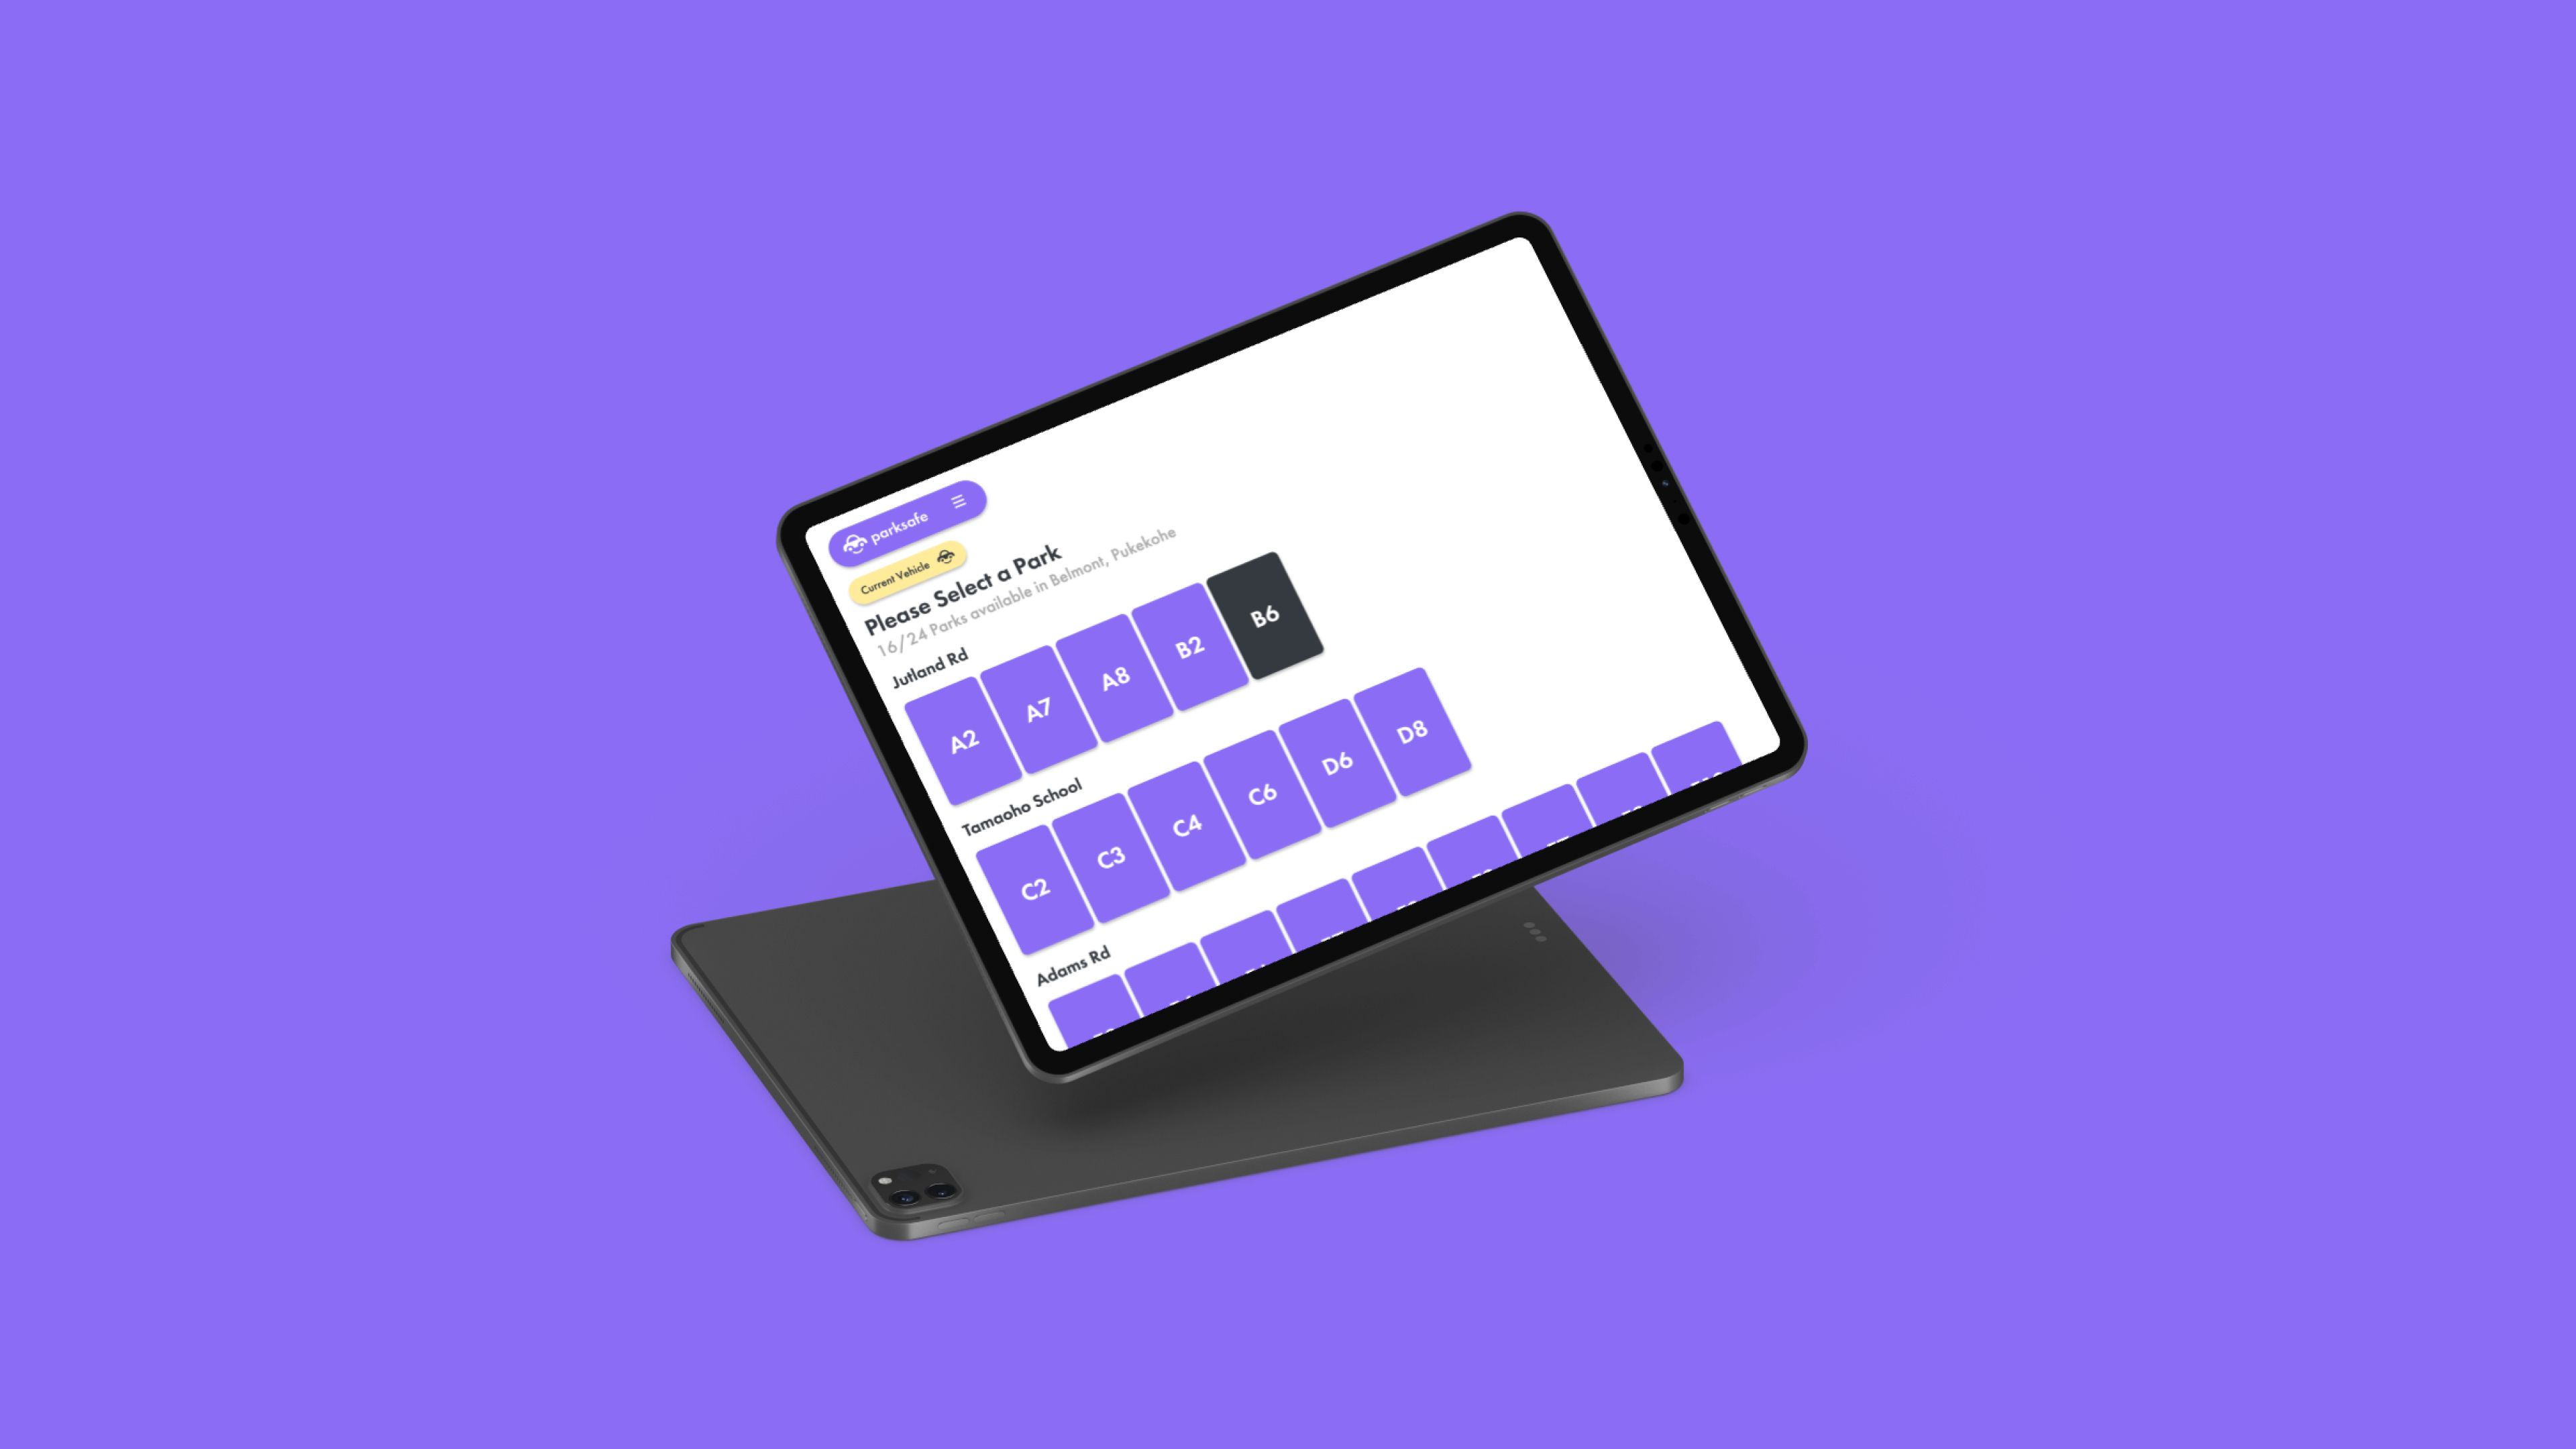 parksafe
Current Vehicle
Please Select a Park
16/24 Parks available in Belmont, Pukekohe
Jutland Rd
A2 A7 A8 B2 B6
Tamaoho School
C2 C3 C4 C6 D6 D8
Adams Rd